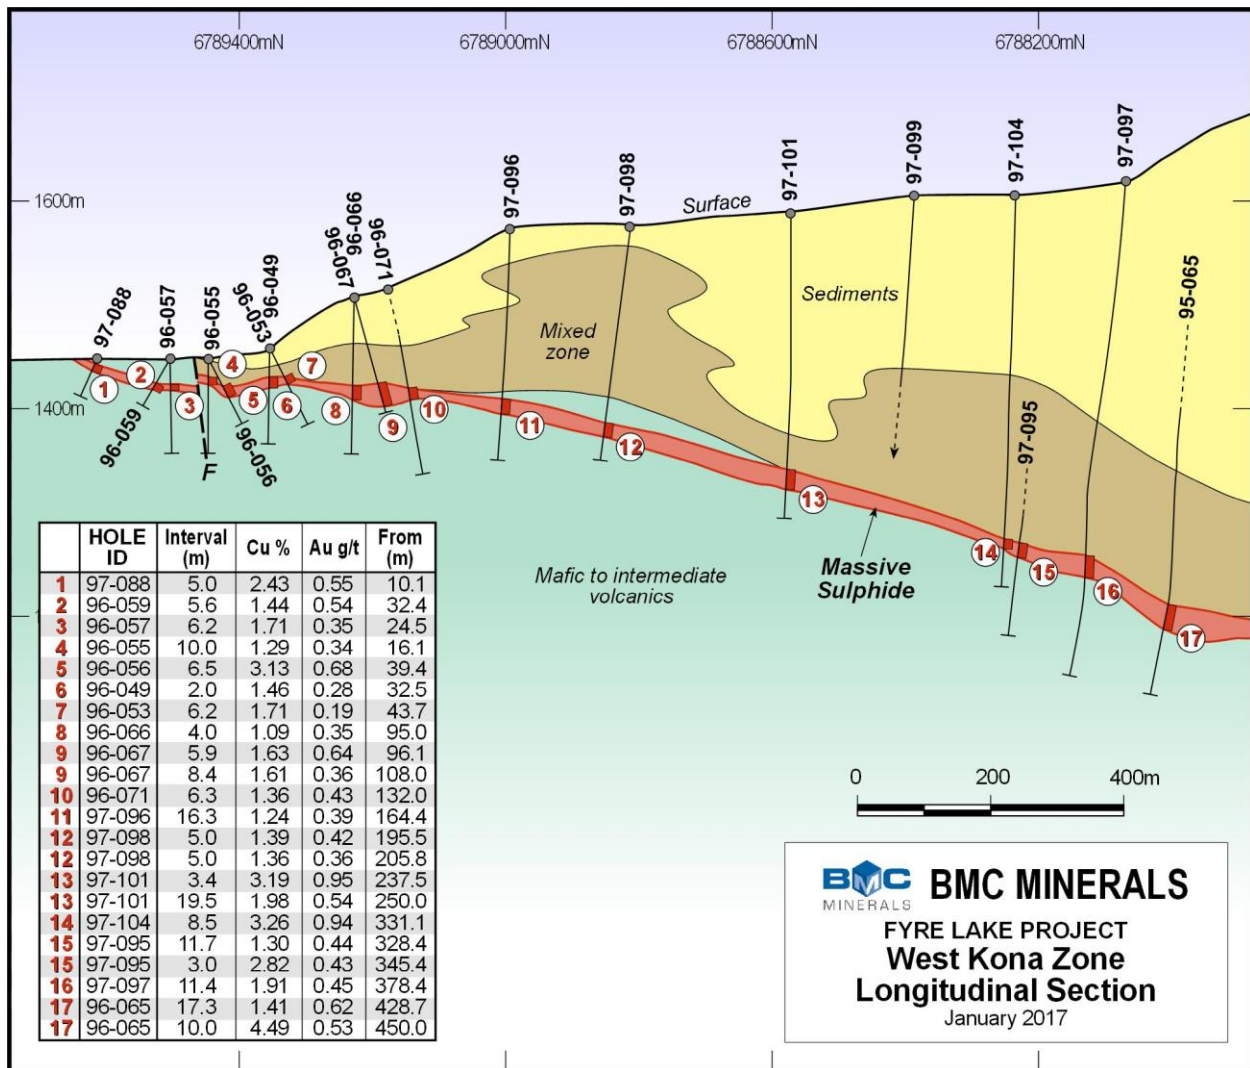 6789400mN
6789000mN
6788600mN
6788200mN
1600m
1400m
97-088
96-059
96-057
96-055
96-056
96-053
96-049
96-067
96-066
96-071
97-096
97-098
97-101
97-099
97-104
97-095
97-097
95-065
Surface
Sediments
Mixed
zone
F
Mafic to intermediate
volcanics
Massive
Sulphide
1
2
3
4
5
6
7
8
9
10
11
12
13
14
15
16
17
HOLE ID Interval (m) Cu % Au g/t From (m)
1 97-088 5.0 2.43 0.55 10.1
2 96-059 5.6 1.44 0.54 32.4
3 96-057 6.2 1.71 0.35 24.5
4 96-055 10.0 1.29 0.34 16.1
5 96-056 6.5 3.13 0.68 39.4
6 96-049 2.0 1.46 0.28 32.5
7 96-053 6.2 1.71 0.19 43.7
8 96-066 4.0 1.09 0.35 95.0
9 96-067 5.9 1.63 0.64 96.1
9 96-067 8.4 1.61 0.36 108.0
10 96-071 6.3 1.36 0.43 132.0
11 97-096 16.3 1.24 0.39 164.4
12 97-098 5.0 1.39 0.42 195.5
12 97-098 5.0 1.36 0.36 205.8
13 97-101 3.4 3.19 0.95 237.5
13 97-101 19.5 1.98 0.54 250.0
14 97-104 8.5 3.26 0.94 331.1
15 97-095 11.7 1.30 0.44 328.4
15 97-095 3.0 2.82 0.43 345.4
16 97-097 11.4 1.91 0.45 378.4
17 96-065 17.3 1.41 0.62 428.7
17 96-065 10.0 4.49 0.53 450.0
0 200 400m
BMC
MINERALS
BMC MINERALS
FYRE LAKE PROJECT
West Kona Zone
Longitudinal Section
January 2017